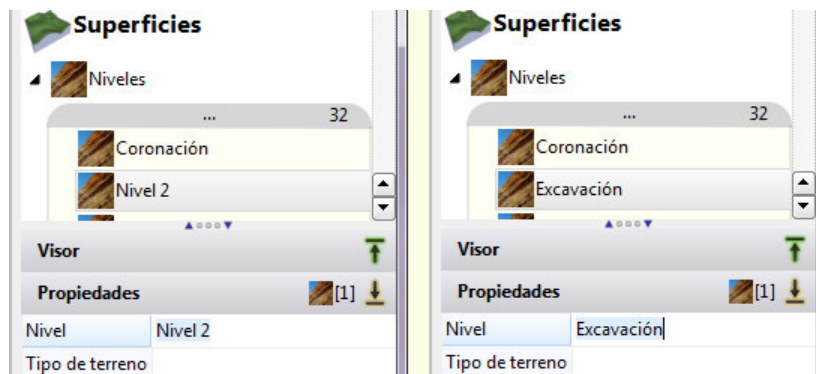 Superficies
Niveles
... 32
Coronación
Nivel 2
Visor
Propiedades [1]
Nivel Nivel 2
Tipo de terreno
Superficies
Niveles
... 32
Coronación
Excavación
Visor
Propiedades [1]
Nivel Excavación
Tipo de terreno